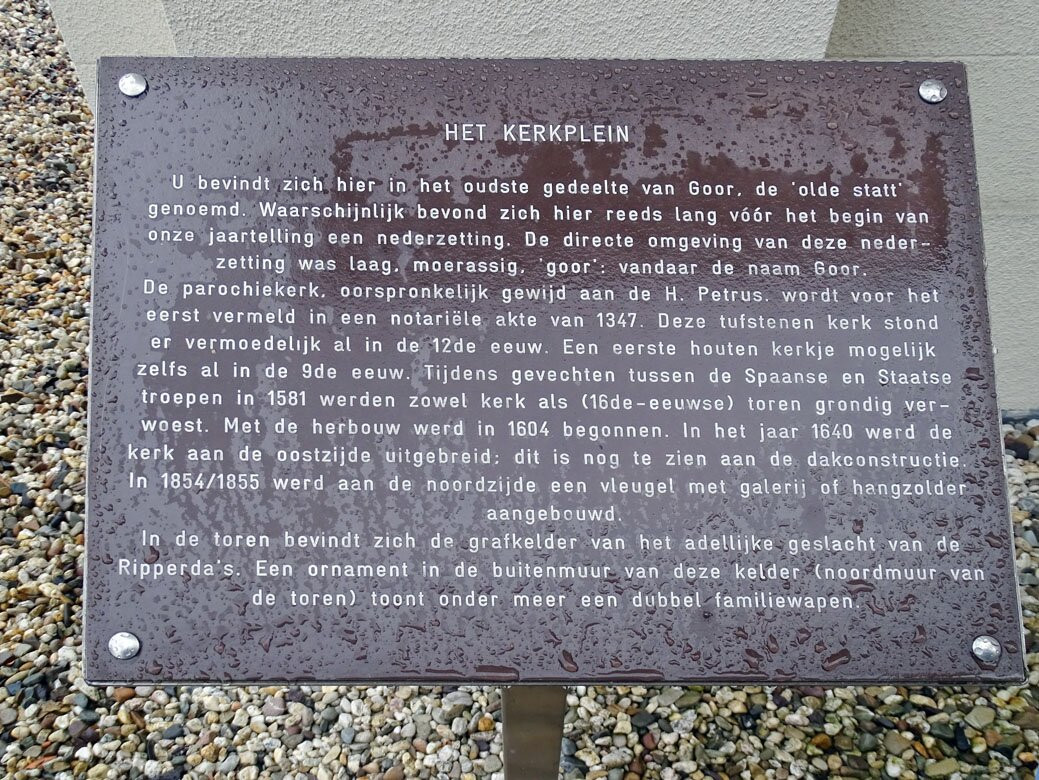 HET KERKPLEIN
U bevindt zich hier in het oudste gedeelte van Goor, de 'olde statt'
genoemd. Waarschijnlijk bevond zich hier reeds lang vóór het begin van
onze jaartelling een nederzetting. De directe omgeving van deze neder-
zetting was laag, moerassig, 'goor'; vandaar de naam Goor.
De parochiekerk, oorspronkelijk gewijd aan de H. Petrus, wordt voor het
eerst vermeld in een notariële akte van 1347. Deze tufstenen kerk stond
er vermoedelijk al in de 12de eeuw. Een eerste houten kerkje mogelijk
zelfs al in de 9de eeuw. Tijdens gevechten tussen de Spaanse en Staatse
troepen in 1581 werden zowel kerk als (16de-eeuwse) toren grondig ver-
woest. Met de herbouw werd in 1604 begonnen. In het jaar 1640 werd de
kerk aan de oostzijde uitgebreid; dit is nog te zien aan de dakconstructie.
In 1854/1855 werd aan de noordzijde een vleugel met galerij of hangzolder
aangebouwd.
In de toren bevindt zich de grafkelder van het adellijke geslacht van de
Ripperda's. Een ornament in de buitenmuur van deze kelder (noordmuur van
de toren) toont onder meer een dubbel familiewapen.